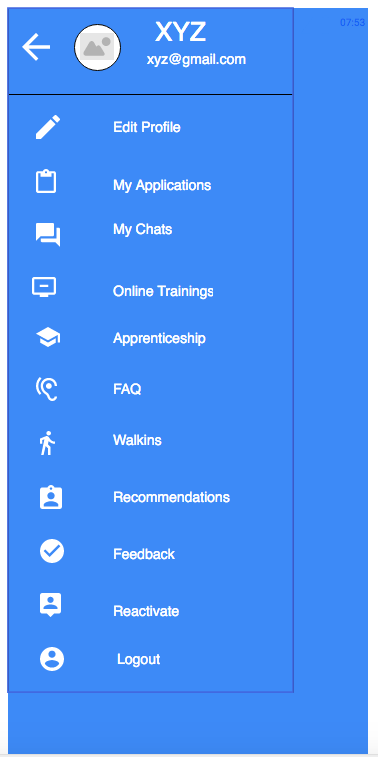 07:53
XYZ
xyz@gmail.com
Edit Profile
My Applications
My Chats
Online Trainings
Apprenticeship
FAQ
Walkins
Recommendations
Feedback
Reactivate
Logout